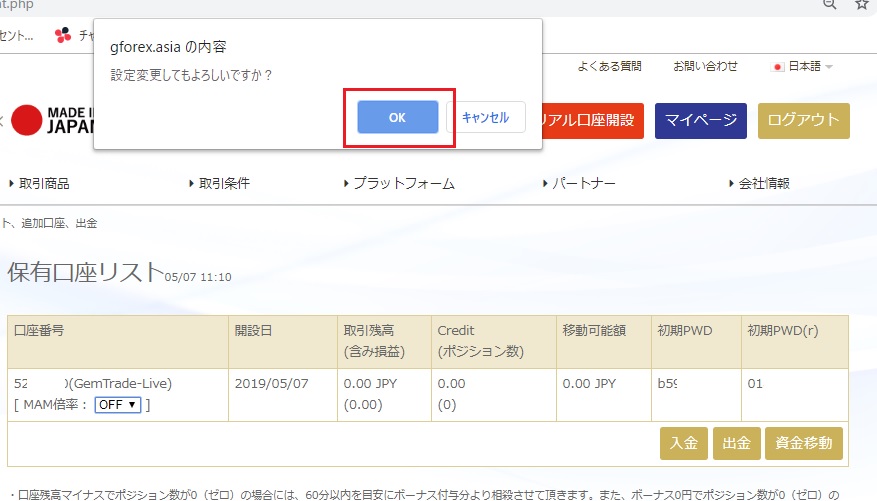 nt.php
セント...
チャ
gforex.asia の内容
設定変更してもよろしいですか？
OK
キャンセル
よくある質問
お問い合わせ
日本語
MADE I
JAPAN
リアル口座開設
マイページ
ログアウト
取引商品
取引条件
プラットフォーム
パートナー
会社情報
ト、追加口座、出金
保有口座リスト05/07 11:10
口座番号
開設日
取引残高
(含み損益)
Credit
(ポジション数)
移動可能額
初期PWD
初期PWD(r)
52 0(GemTrade-Live)
[ MAM倍率： OFF ▼ ]
2019/05/07
0.00 JPY
(0.00)
0.00
(0)
0.00 JPY
b59
01
入金
出金
資金移動
・口座残高マイナスでポジション数が0（ゼロ）の場合には、60分以内を目安にボーナス付与分より相殺させて頂きます。また、ボーナス0円でポジション数が0（ゼロ）の